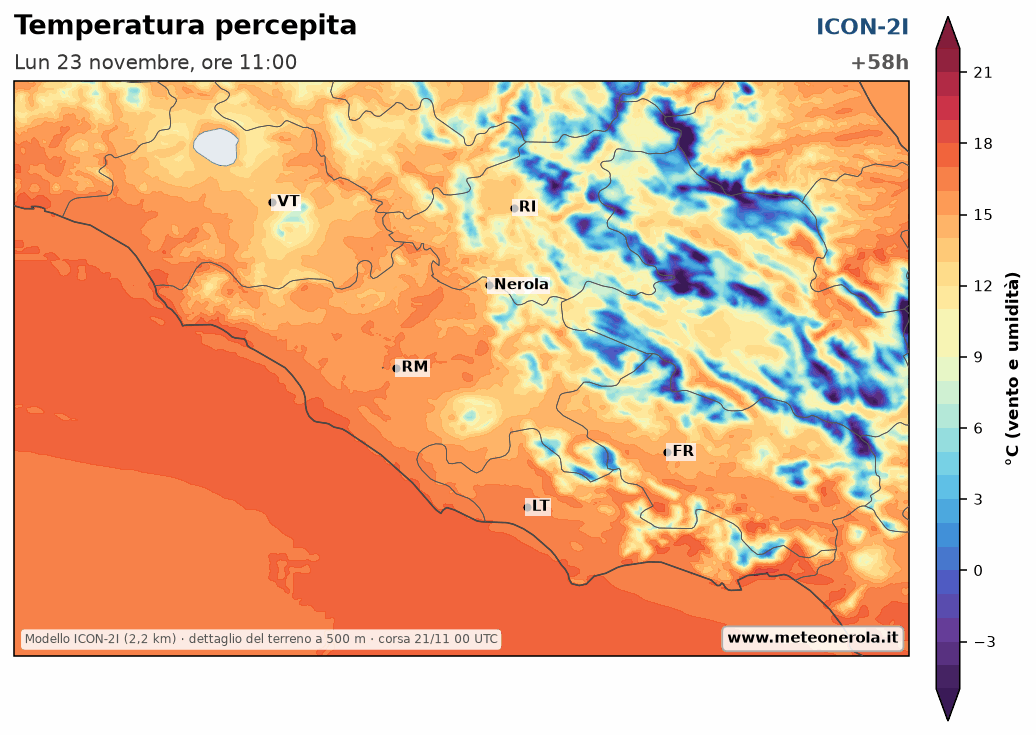 Temperatura percepita
ICON-2I
Lun 23 novembre, ore 11:00
+58h
VT
RI
Nerola
RM
FR
LT
21
18
15
12
9
6
3
0
−3
°C (vento e umidità)
Modello ICON-2I (2,2 km) · dettaglio del terreno a 500 m · corsa 21/11 00 UTC
www.meteonerola.it